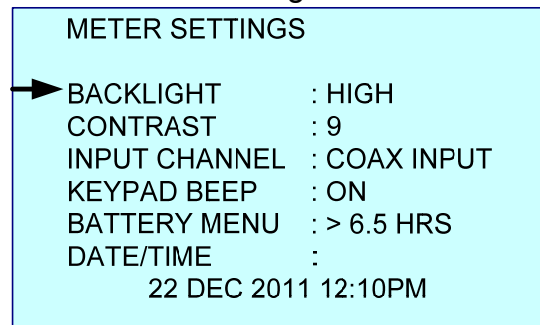 METER SETTINGS
BACKLIGHT : HIGH
CONTRAST : 9
INPUT CHANNEL : COAX INPUT
KEYPAD BEEP : ON
BATTERY MENU : > 6.5 HRS
DATE/TIME :
22 DEC 2011 12:10PM